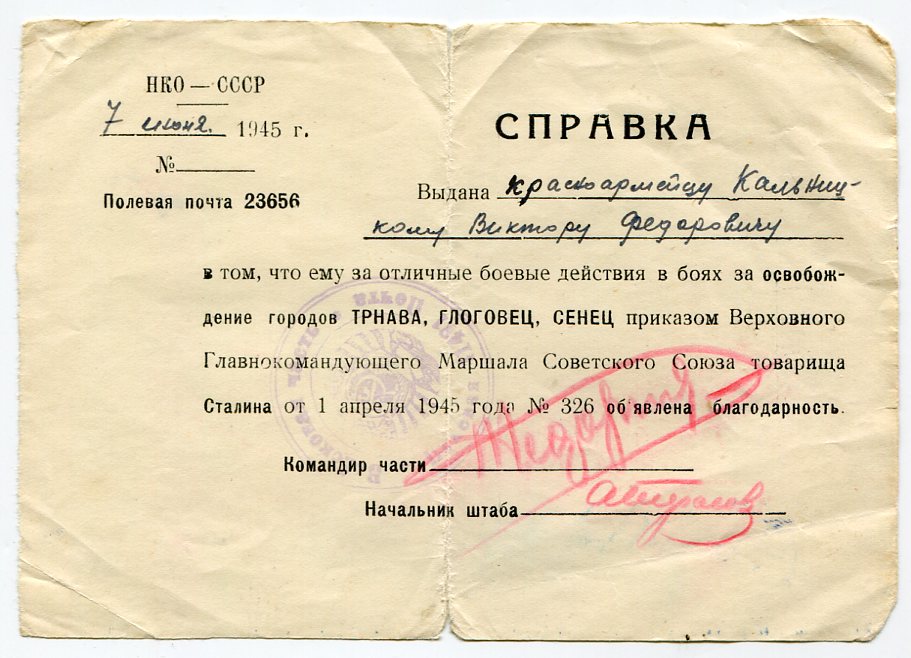 НКО — СССР
7 июня 1945 г.
№
Полевая почта 23656
СПРАВКА
Выдана красноармейцу Кальниц-
кому Виктору Федоровичу
в том, что ему за отличные боевые действия в боях за освобож-
дение городов ТРНАВА, ГЛОГОВЕЦ, СЕНЕЦ приказом Верховного
Главнокомандующего Маршала Советского Союза товарища
Сталина от 1 апреля 1945 года № 326 об'явлена благодарность.
Командир части
Начальник штаба